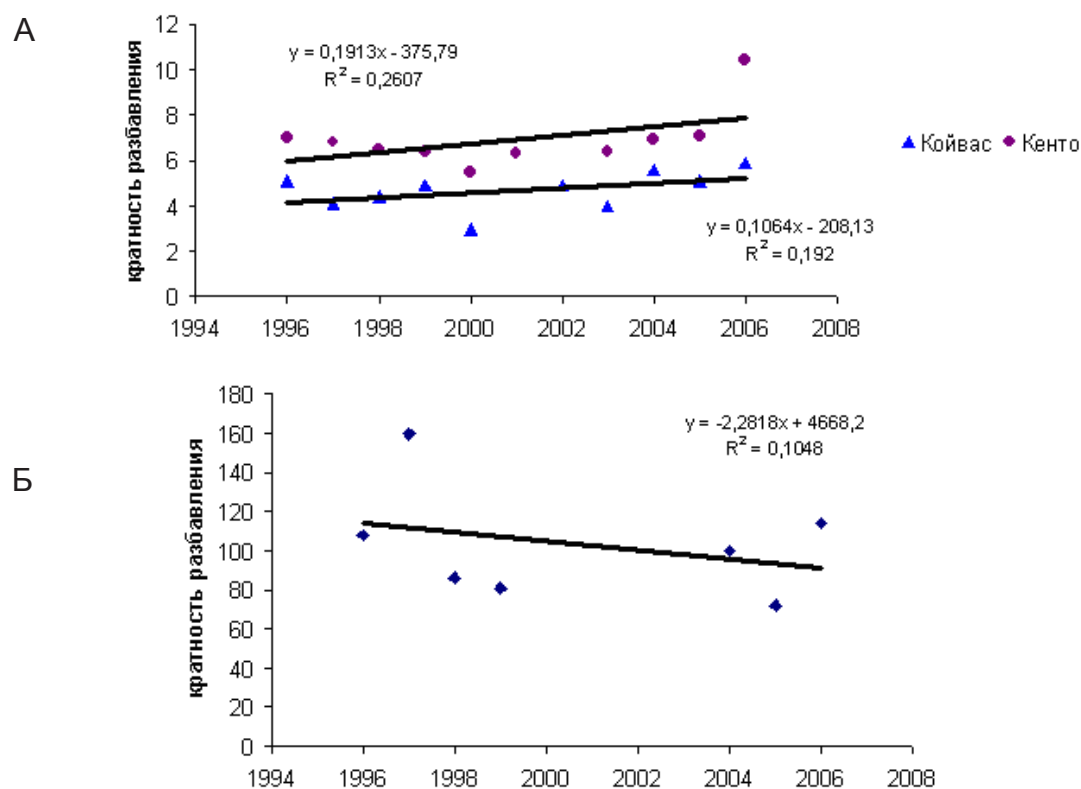 А
кратность разбавления
12
10
8
6
4
2
0
y = 0,1913x - 375,79
R² = 0,2607
y = 0,1064x - 208,13
R² = 0,192
1994 1996 1998 2000 2002 2004 2006 2008
Койвас Кенто
Б
кратность разбавления
180
160
140
120
100
80
60
40
20
0
y = -2,2818x + 4668,2
R² = 0,1048
1994 1996 1998 2000 2002 2004 2006 2008